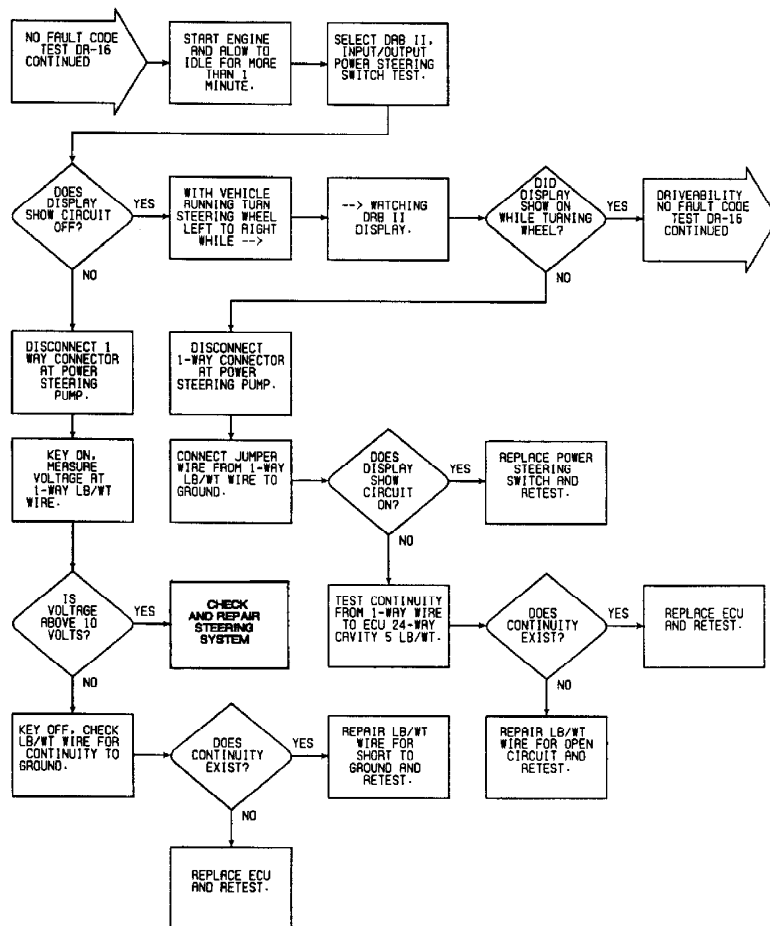 NO FAULT CODE
TEST DR-16
CONTINUED
START ENGINE
AND ALOW TO
IDLE FOR MORE
THAN 1
MINUTE.
SELECT DRB II,
INPUT/OUTPUT
POWER STEERING
SWITCH TEST.
DOES
DISPLAY
SHOW CIRCUIT
OFF?
YES
NO
WITH VEHICLE
RUNNING TURN
STEERING WHEEL
LEFT TO RIGHT
WHILE -->
--> WATCHING
DRB II
DISPLAY.
DID
DISPLAY
SHOW ON
WHILE TURNING
WHEEL?
YES
NO
DRIVEABILITY
NO FAULT CODE
TEST DR-16
CONTINUED
DISCONNECT 1
WAY CONNECTOR
AT POWER
STEERING
PUMP.
DISCONNECT
1-WAY CONNECTOR
AT POWER
STEERING PUMP.
KEY ON,
MEASURE
VOLTAGE AT
1-WAY LB/WT
WIRE.
CONNECT JUMPER
WIRE FROM 1-WAY
LB/WT WIRE TO
GROUND.
DOES
DISPLAY
SHOW
CIRCUIT
ON?
YES
NO
REPLACE POWER
STEERING
SWITCH AND
RETEST.
IS
VOLTAGE
ABOVE 10
VOLTS?
YES
NO
CHECK
AND REPAIR
STEERING
SYSTEM
TEST CONTINUITY
FROM 1-WAY WIRE
TO ECU 24-WAY
CAVITY 5 LB/WT.
DOES
CONTINUITY
EXIST?
YES
NO
REPLACE ECU
AND RETEST.
KEY OFF, CHECK
LB/WT WIRE FOR
CONTINUITY TO
GROUND.
DOES
CONTINUITY
EXIST?
YES
NO
REPAIR LB/WT
WIRE FOR
SHORT TO
GROUND AND
RETEST.
REPAIR LB/WT
WIRE FOR OPEN
CIRCUIT AND
RETEST.
REPLACE ECU
AND RETEST.